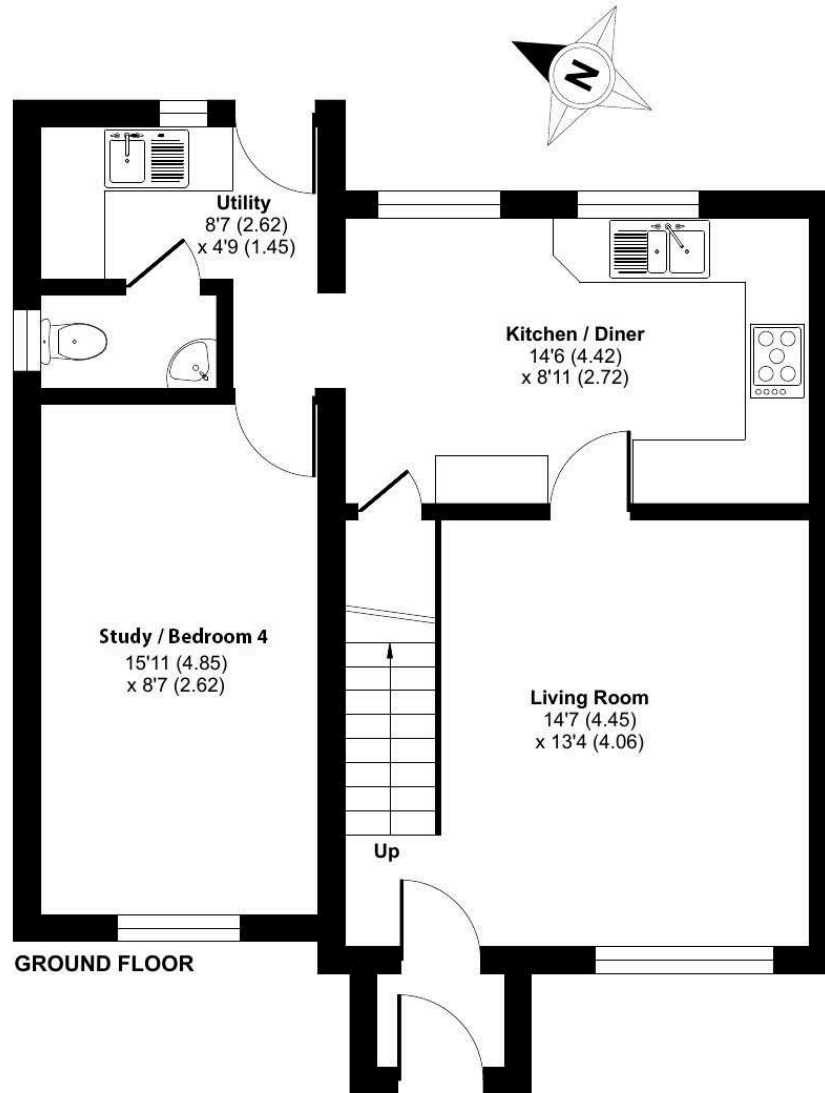 N
Utility
8'7 (2.62)
x 4'9 (1.45)
Kitchen / Diner
14'6 (4.42)
x 8'11 (2.72)
Study / Bedroom 4
15'11 (4.85)
x 8'7 (2.62)
Living Room
14'7 (4.45)
x 13'4 (4.06)
Up
GROUND FLOOR